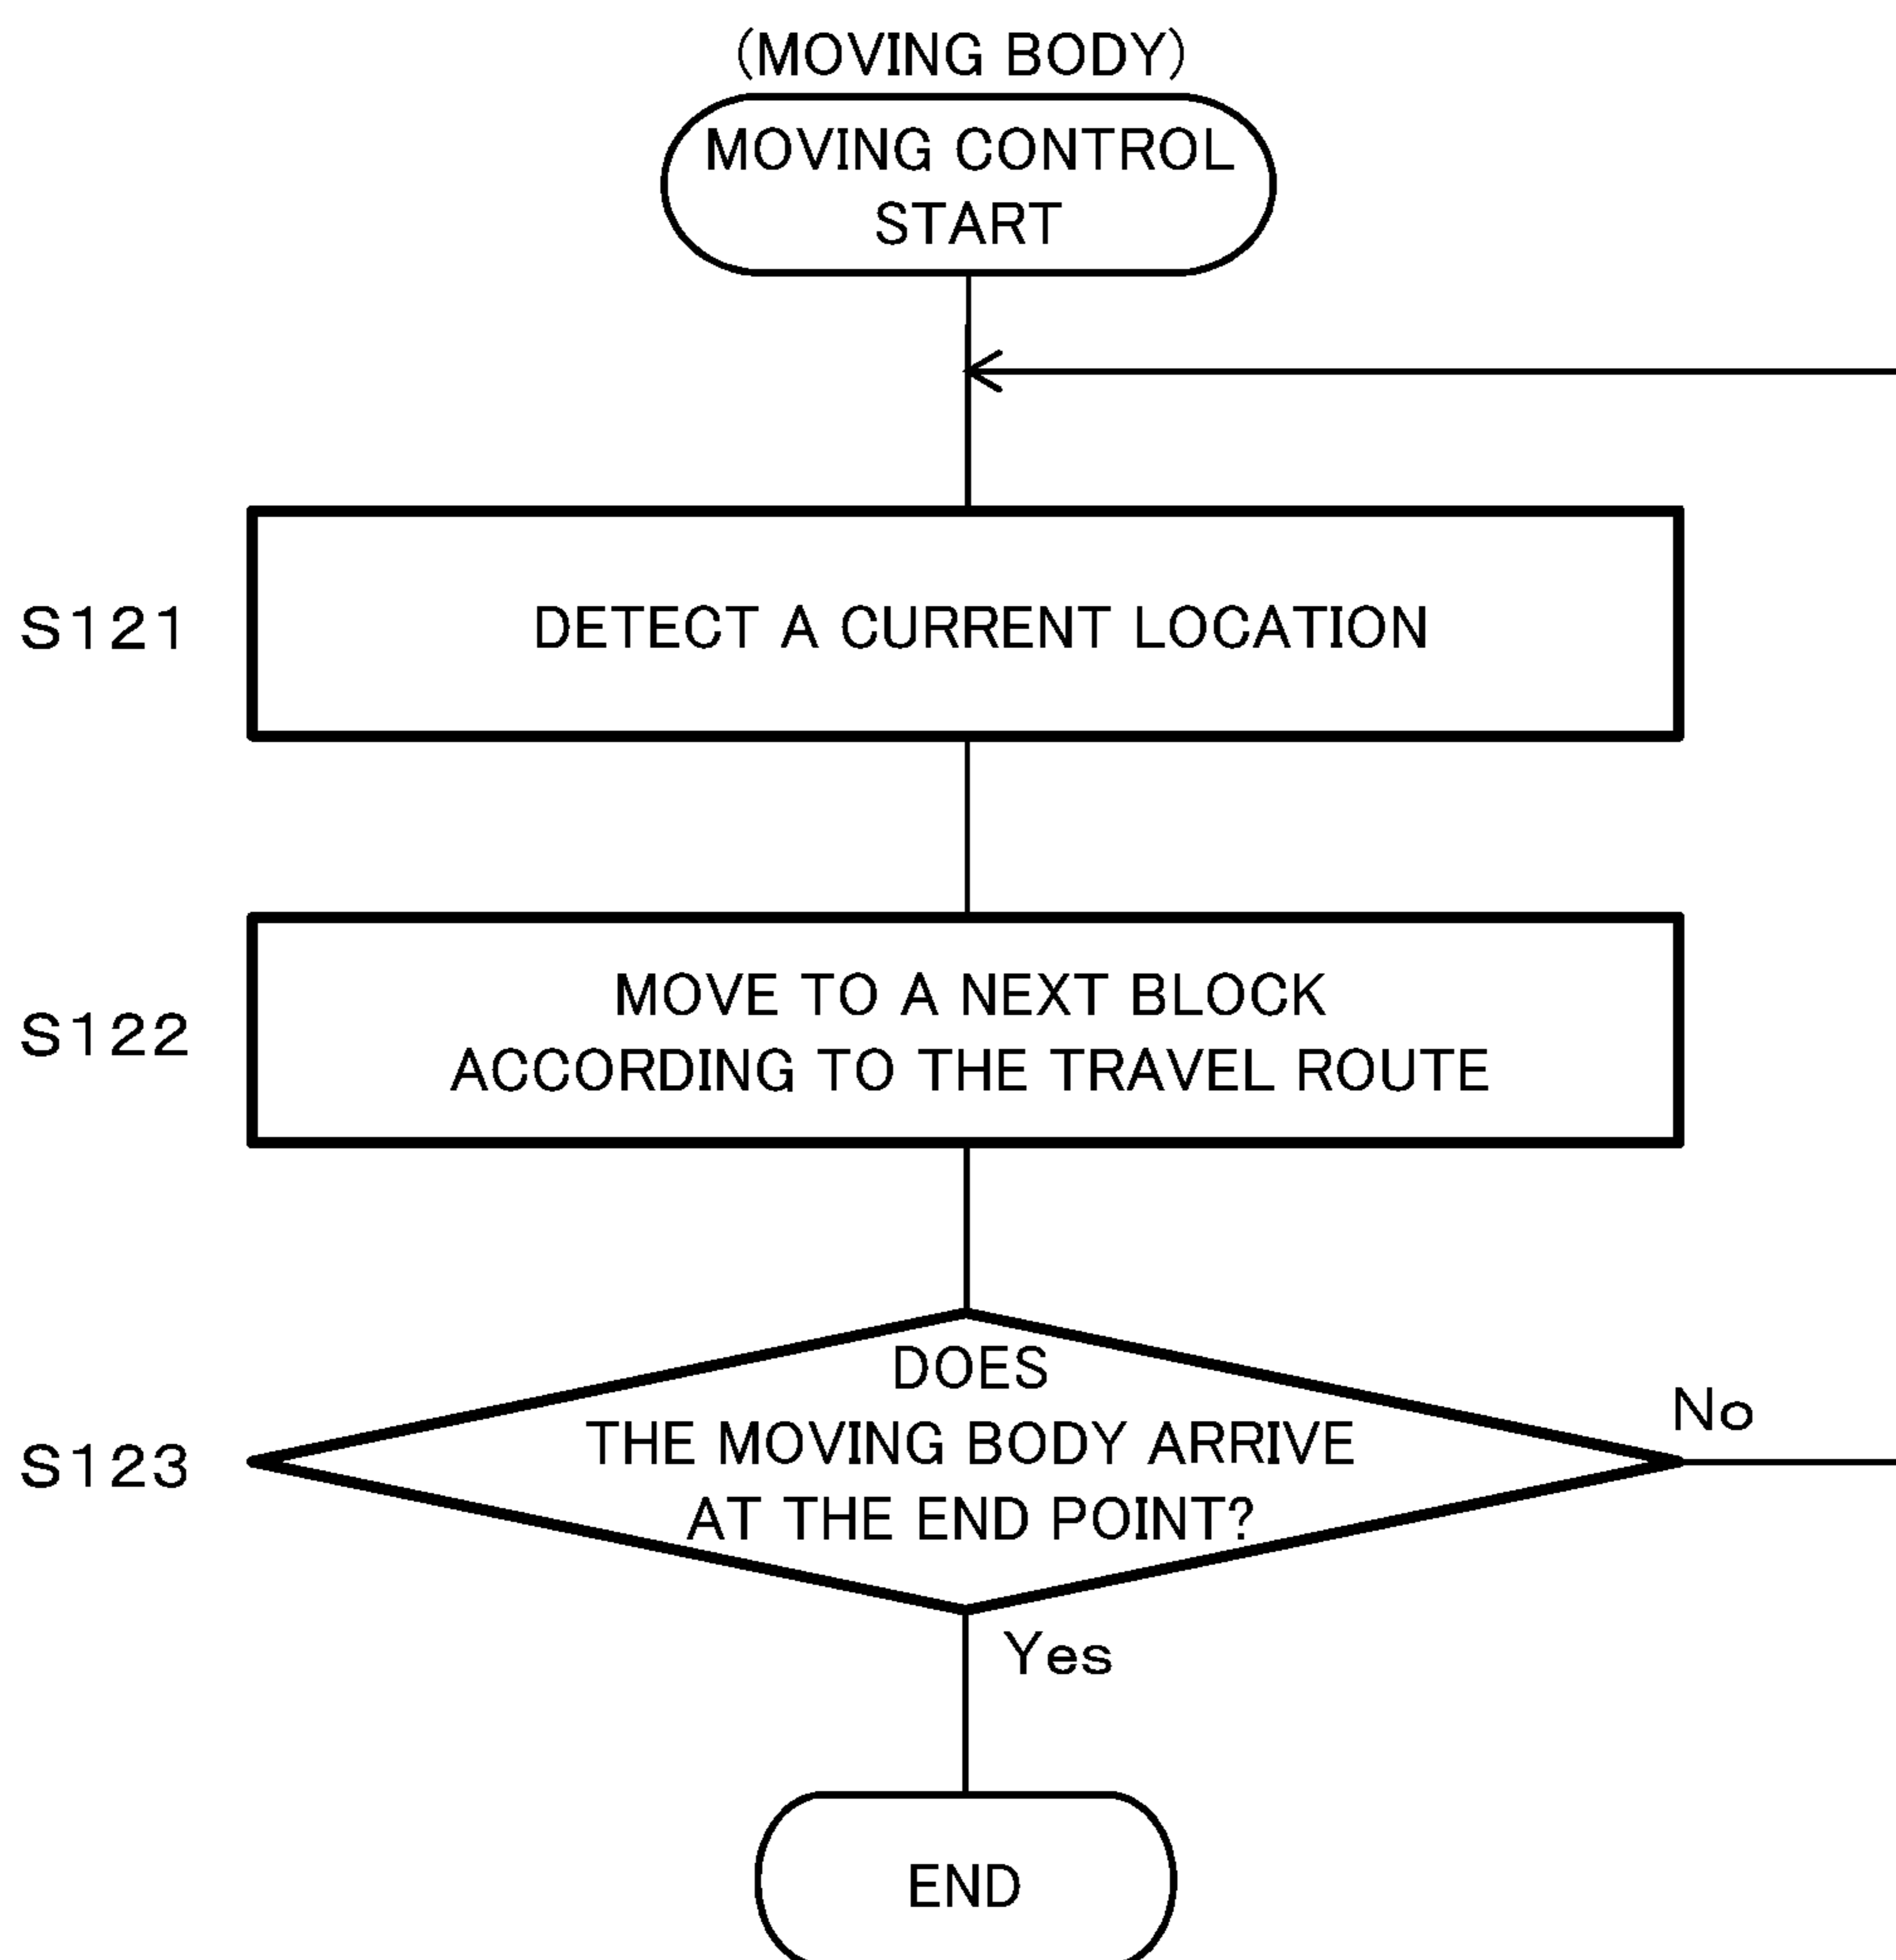 (MOVING BODY)
MOVING CONTROL
START
S121
DETECT A CURRENT LOCATION
S122
MOVE TO A NEXT BLOCK
ACCORDING TO THE TRAVEL ROUTE
S123
DOES
THE MOVING BODY ARRIVE
AT THE END POINT?
No
Yes
END